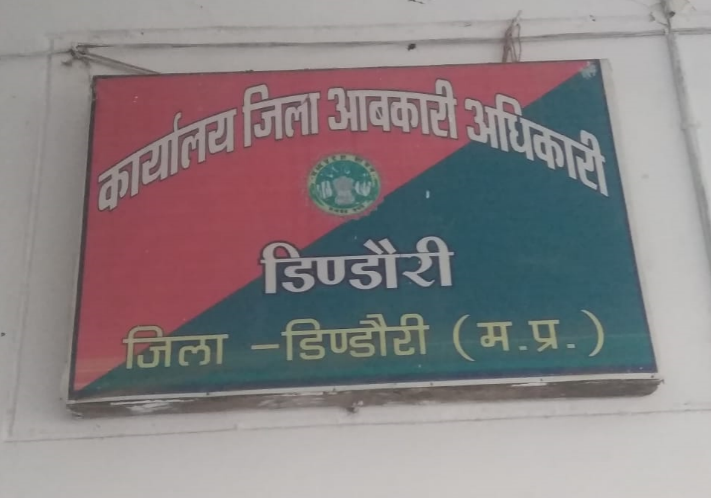 कार्यालय जिला आबकारी अधिकारी
डिण्डौरी
जिला -डिण्डौरी (म.प्र.)